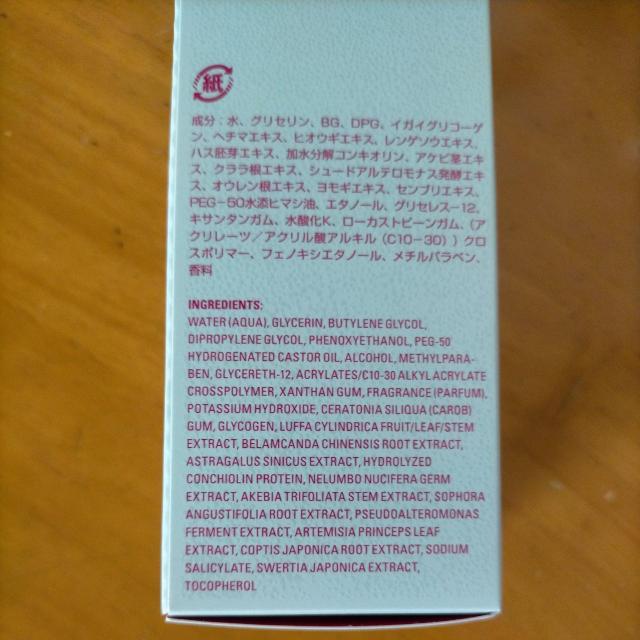 紙
成分：水、グリセリン、BG、DPG、イガイグリコーゲ
ン、ヘチマエキス、ヒオウギエキス、レンゲソウエキス、
ハス胚芽エキス、加水分解コンキオリン、アケビ茎エキ
ス、クララ根エキス、シュードアルテロモナス発酵エキ
ス、オウレン根エキス、ヨモギエキス、センブリエキス、
PEG-50水添ヒマシ油、エタノール、グリセレス-12、
キサンタンガム、水酸化K、ローカストビーンガム、（ア
クリレーツ／アクリル酸アルキル（C10-30））クロ
スポリマー、フェノキシエタノール、メチルパラベン、
香料
INGREDIENTS:
WATER (AQUA), GLYCERIN, BUTYLENE GLYCOL,
DIPROPYLENE GLYCOL, PHENOXYETHANOL, PEG-50
HYDROGENATED CASTOR OIL, ALCOHOL, METHYLPARA-
BEN, GLYCERETH-12, ACRYLATES/C10-30 ALKYL ACRYLATE
CROSSPOLYMER, XANTHAN GUM, FRAGRANCE (PARFUM),
POTASSIUM HYDROXIDE, CERATONIA SILIQUA (CAROB)
GUM, GLYCOGEN, LUFFA CYLINDRICA FRUIT/LEAF/STEM
EXTRACT, BELAMCANDA CHINENSIS ROOT EXTRACT,
ASTRAGALUS SINICUS EXTRACT, HYDROLYZED
CONCHIOLIN PROTEIN, NELUMBO NUCIFERA GERM
EXTRACT, AKEBIA TRIFOLIATA STEM EXTRACT, SOPHORA
ANGUSTIFOLIA ROOT EXTRACT, PSEUDOALTEROMONAS
FERMENT EXTRACT, ARTEMISIA PRINCEPS LEAF
EXTRACT, COPTIS JAPONICA ROOT EXTRACT, SODIUM
SALICYLATE, SWERTIA JAPONICA EXTRACT,
TOCOPHEROL